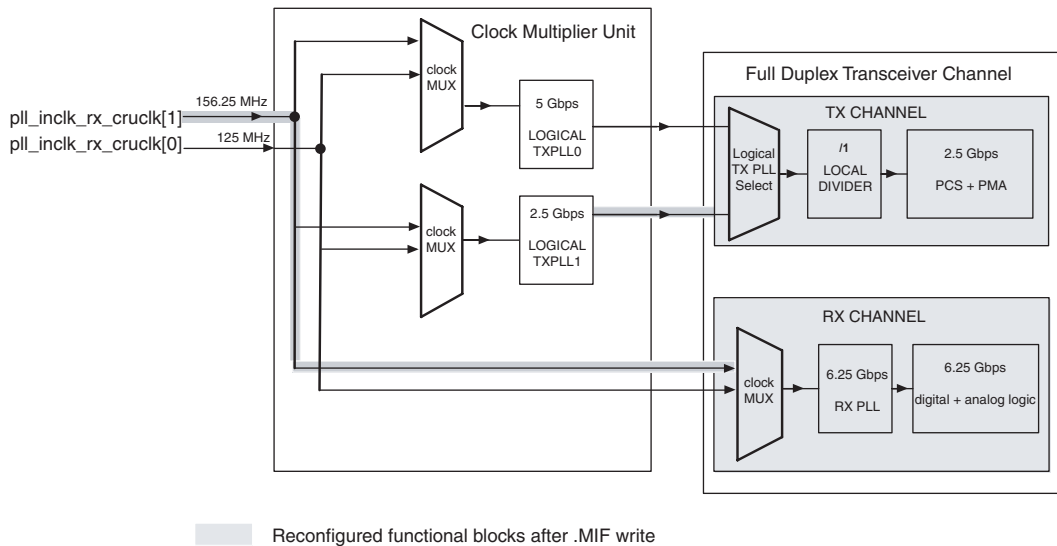 Clock Multiplier Unit
Full Duplex Transceiver Channel
pll_inclk_rx_cruclk[1]
156.25 MHz
pll_inclk_rx_cruclk[0]
125 MHz
clock
MUX
5 Gbps
LOGICAL
TXPLL0
clock
MUX
2.5 Gbps
LOGICAL
TXPLL1
TX CHANNEL
Logical
TX PLL
Select
/1
LOCAL
DIVIDER
2.5 Gbps
PCS + PMA
RX CHANNEL
clock
MUX
6.25 Gbps
RX PLL
6.25 Gbps
digital + analog logic
Reconfigured functional blocks after .MIF write